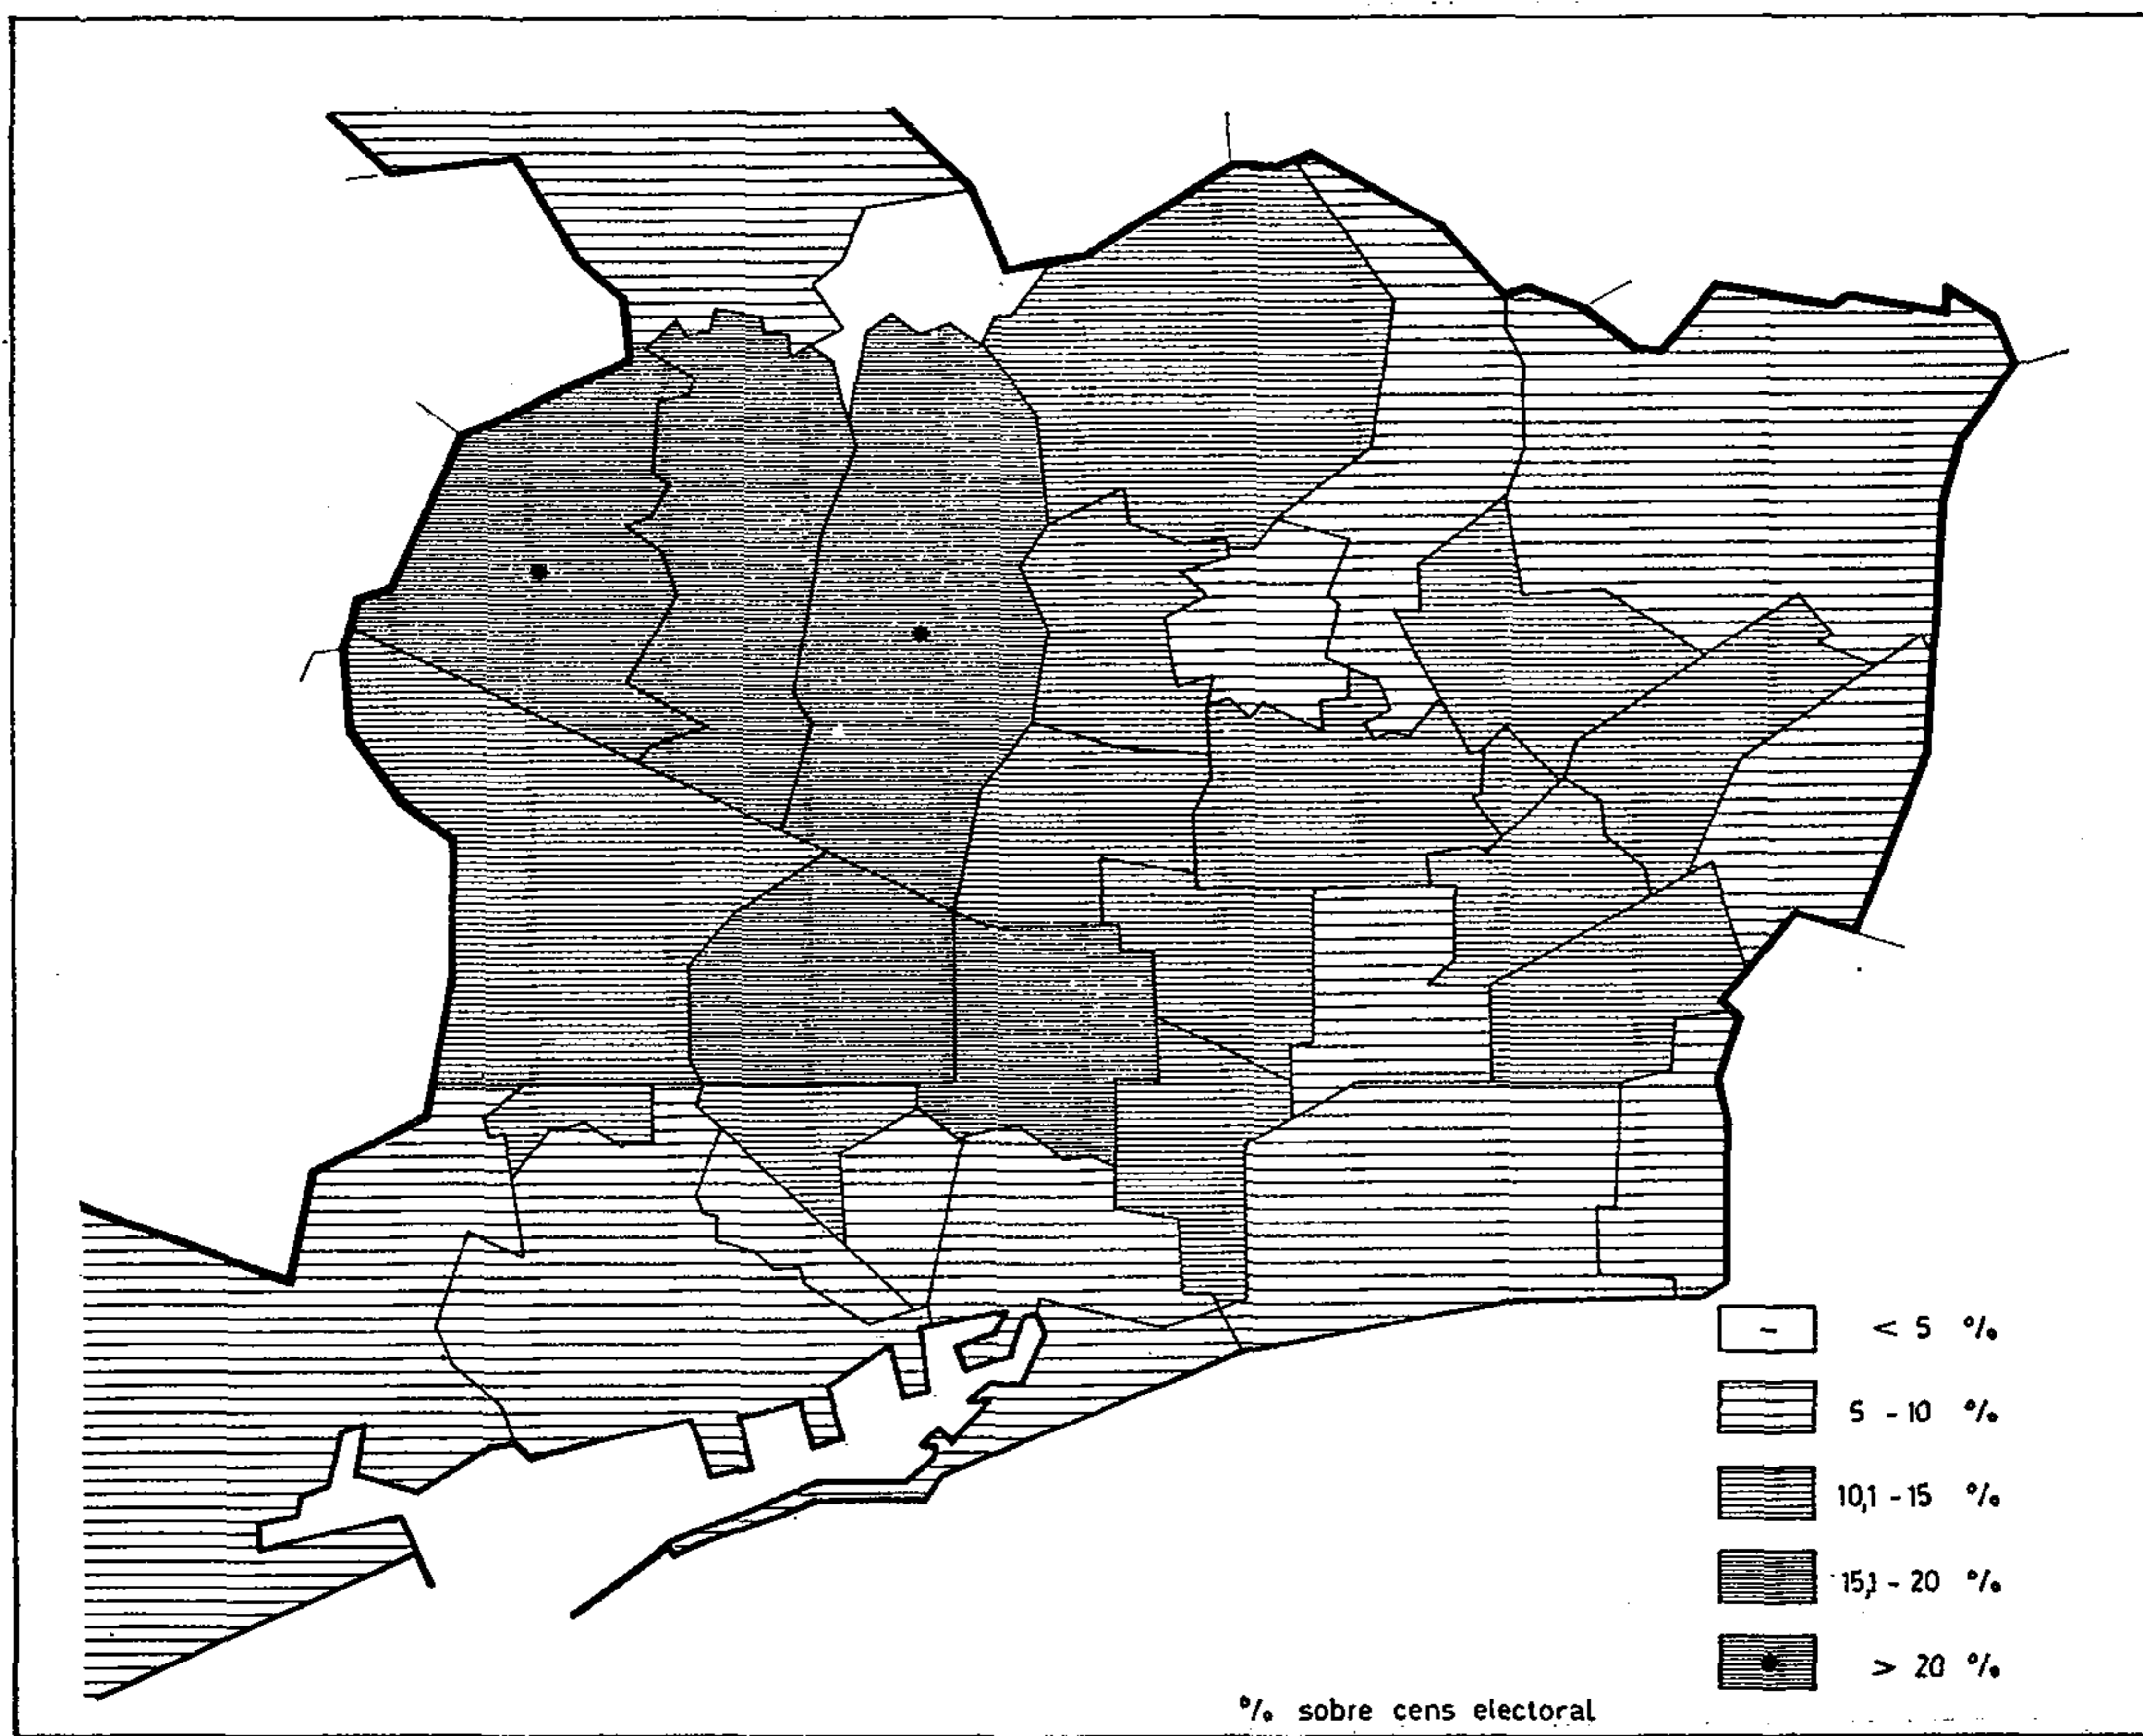 < 5 %
5 - 10 %
10,1 - 15 %
15,1 - 20 %
> 20 %
% sobre cens electoral